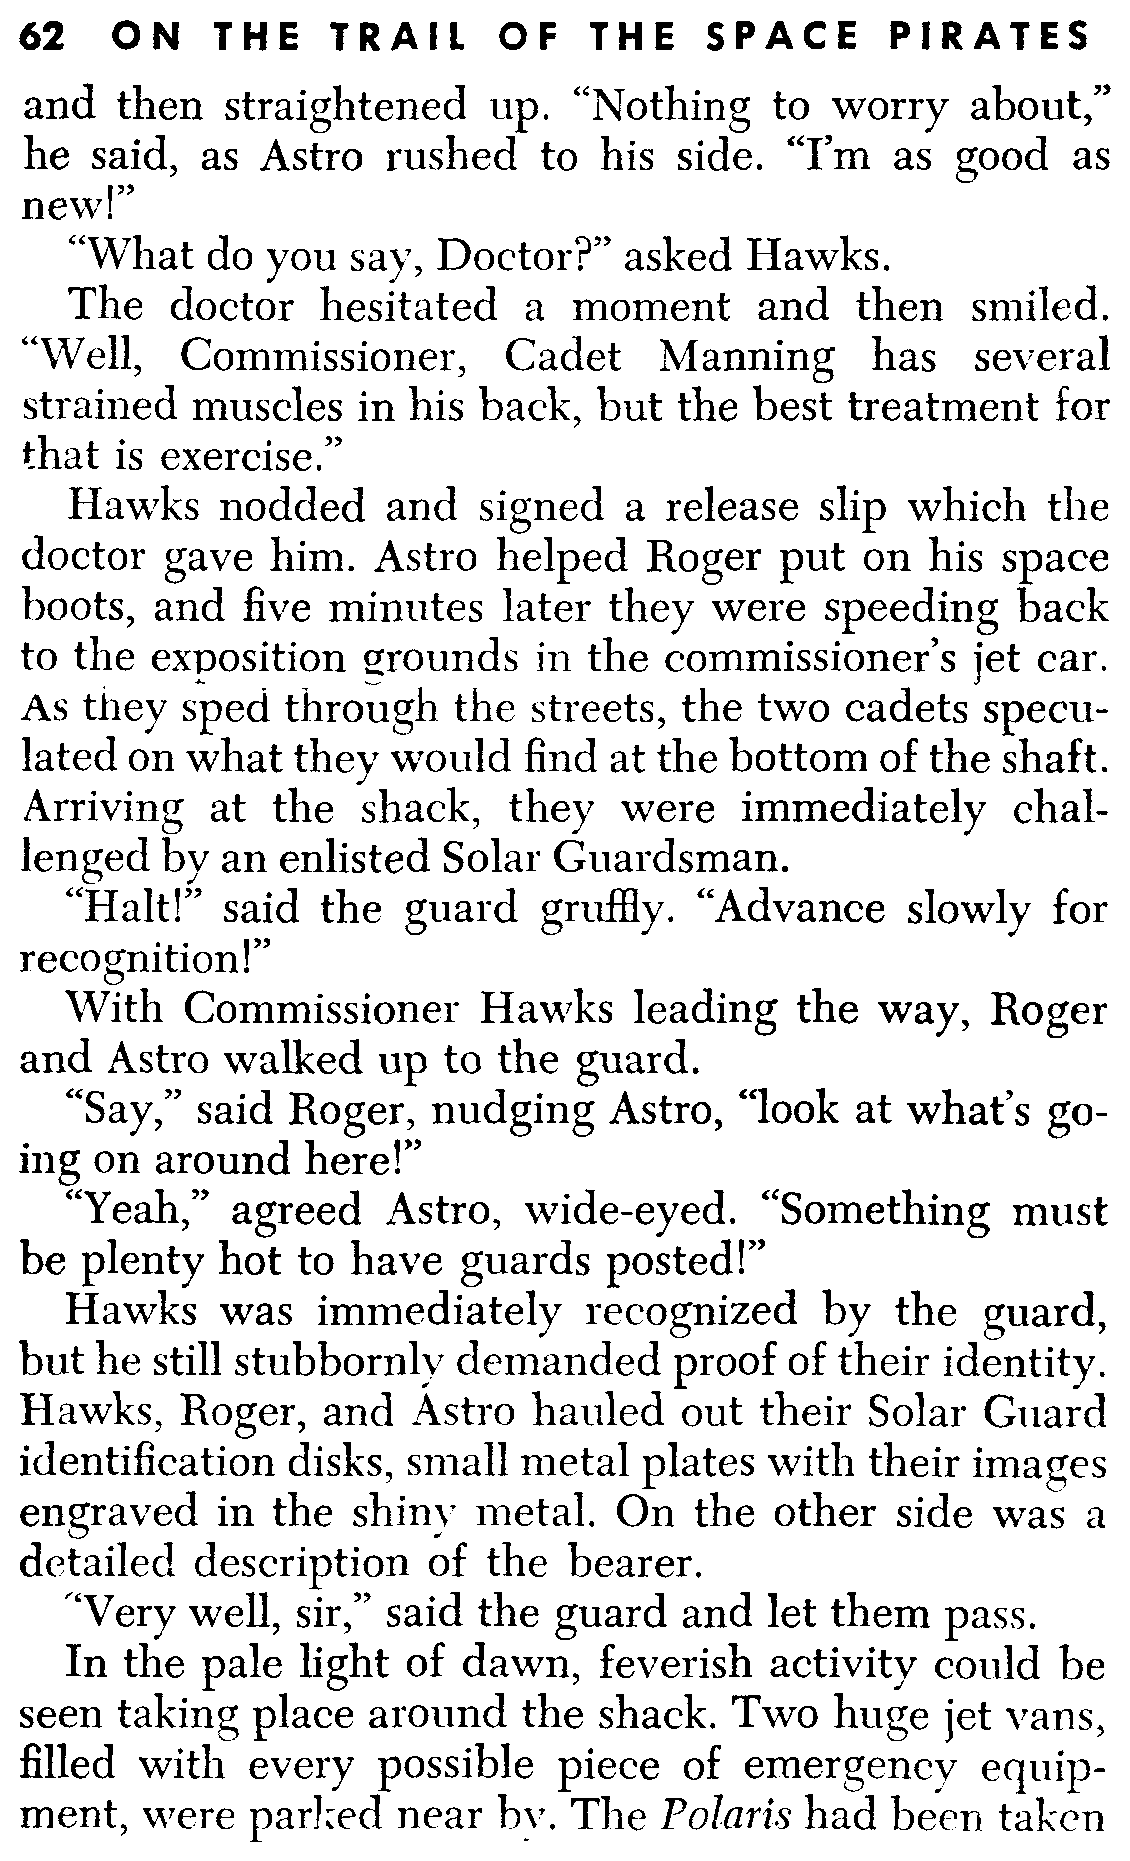 62 ON THE TRAIL OF THE SPACE PIRATES
and then straightened up. “Nothing to worry about,”
he said, as Astro rushed to his side. “I’m as good as
new!”
“What do you say, Doctor?” asked Hawks.
The doctor hesitated a moment and then smiled.
“Well, Commissioner, Cadet Manning has several
strained muscles in his back, but the best treatment for
that is exercise.”
Hawks nodded and signed a release slip which the
doctor gave him. Astro helped Roger put on his space
boots, and five minutes later they were speeding back
to the exposition grounds in the commissioner’s jet car.
As they sped through the streets, the two cadets specu-
lated on what they would find at the bottom of the shaft.
Arriving at the shack, they were immediately chal-
lenged by an enlisted Solar Guardsman.
“Halt!” said the guard gruffly. “Advance slowly for
recognition!”
With Commissioner Hawks leading the way, Roger
and Astro walked up to the guard.
“Say,” said Roger, nudging Astro, “look at what’s go-
ing on around here!”
“Yeah,” agreed Astro, wide-eyed. “Something must
be plenty hot to have guards posted!”
Hawks was immediately recognized by the guard,
but he still stubbornly demanded proof of their identity.
Hawks, Roger, and Astro hauled out their Solar Guard
identification disks, small metal plates with their images
engraved in the shiny metal. On the other side was a
detailed description of the bearer.
“Very well, sir,” said the guard and let them pass.
In the pale light of dawn, feverish activity could be
seen taking place around the shack. Two huge jet vans,
filled with every possible piece of emergency equip-
ment, were parked near by. The Polaris had been taken